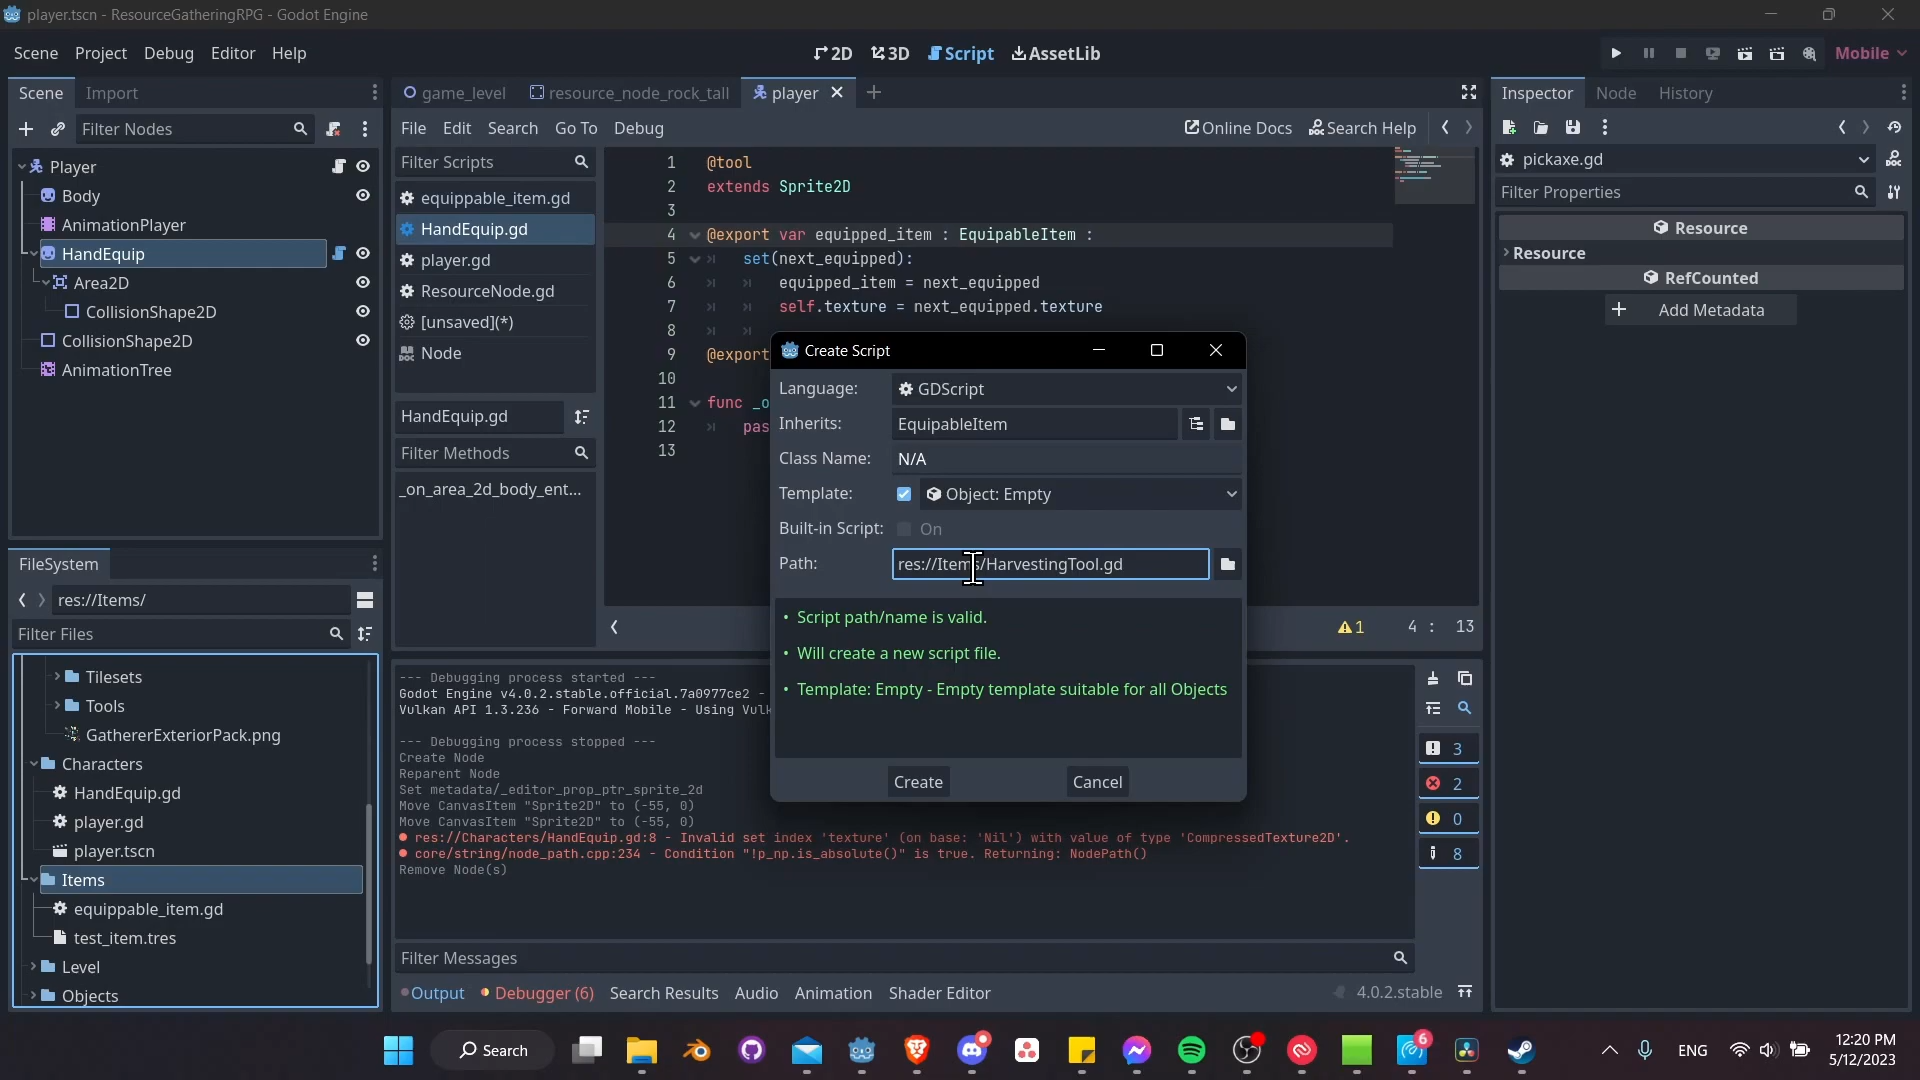 player.tscn - ResourceGatheringRPG - Godot Engine
Scene Project Debug Editor Help
2D 3D Script AssetLib
Mobile
Scene Import
Filter Nodes
Player
Body
AnimationPlayer
HandEquip
Area2D
CollisionShape2D
CollisionShape2D
AnimationTree
FileSystem
res://Items/
Filter Files
Tilesets
Tools
GathererExteriorPack.png
Characters
HandEquip.gd
player.gd
player.tscn
Items
equippable_item.gd
test_item.tres
Level
Objects
game_level resource_node_rock_tall player
File Edit Search Go To Debug
Online Docs Search Help
Filter Scripts
equippable_item.gd
HandEquip.gd
player.gd
ResourceNode.gd
[unsaved](*)
Node
HandEquip.gd
Filter Methods
_on_area_2d_body_ent...
1 @tool
2 extends Sprite2D
3
4 @export var equipped_item : EquipableItem :
5 set(next_equipped):
6 equipped_item = next_equipped
7 self.texture = next_equipped.texture
8
9 @export
10
11 func _o
12 pas
13
1 4 : 13
Create Script
Language: GDScript
Inherits: EquipableItem
Class Name: N/A
Template: Object: Empty
Built-in Script: On
Path: res://Items/HarvestingTool.gd
• Script path/name is valid.
• Will create a new script file.
• Template: Empty - Empty template suitable for all Objects
Create Cancel
--- Debugging process started ---
Godot Engine v4.0.2.stable.official.7a0977ce2 -
Vulkan API 1.3.236 - Forward Mobile - Using Vulk
--- Debugging process stopped ---
Create Node
Reparent Node
Set metadata/_editor_prop_ptr_sprite_2d
Move CanvasItem "Sprite2D" to (-55, 0)
Move CanvasItem "Sprite2D" to (-55, 0)
res://Characters/HandEquip.gd:8 - Invalid set index 'texture' (on base: 'Nil') with value of type 'CompressedTexture2D'.
core/string/node_path.cpp:234 - Condition "!p_np.is_absolute()" is true. Returning: NodePath()
Remove Node(s)
3
2
0
8
Filter Messages
Output Debugger (6) Search Results Audio Animation Shader Editor
4.0.2.stable
Inspector Node History
pickaxe.gd
Filter Properties
Resource
Resource
RefCounted
Add Metadata
Search
6
ENG
12:20 PM
5/12/2023